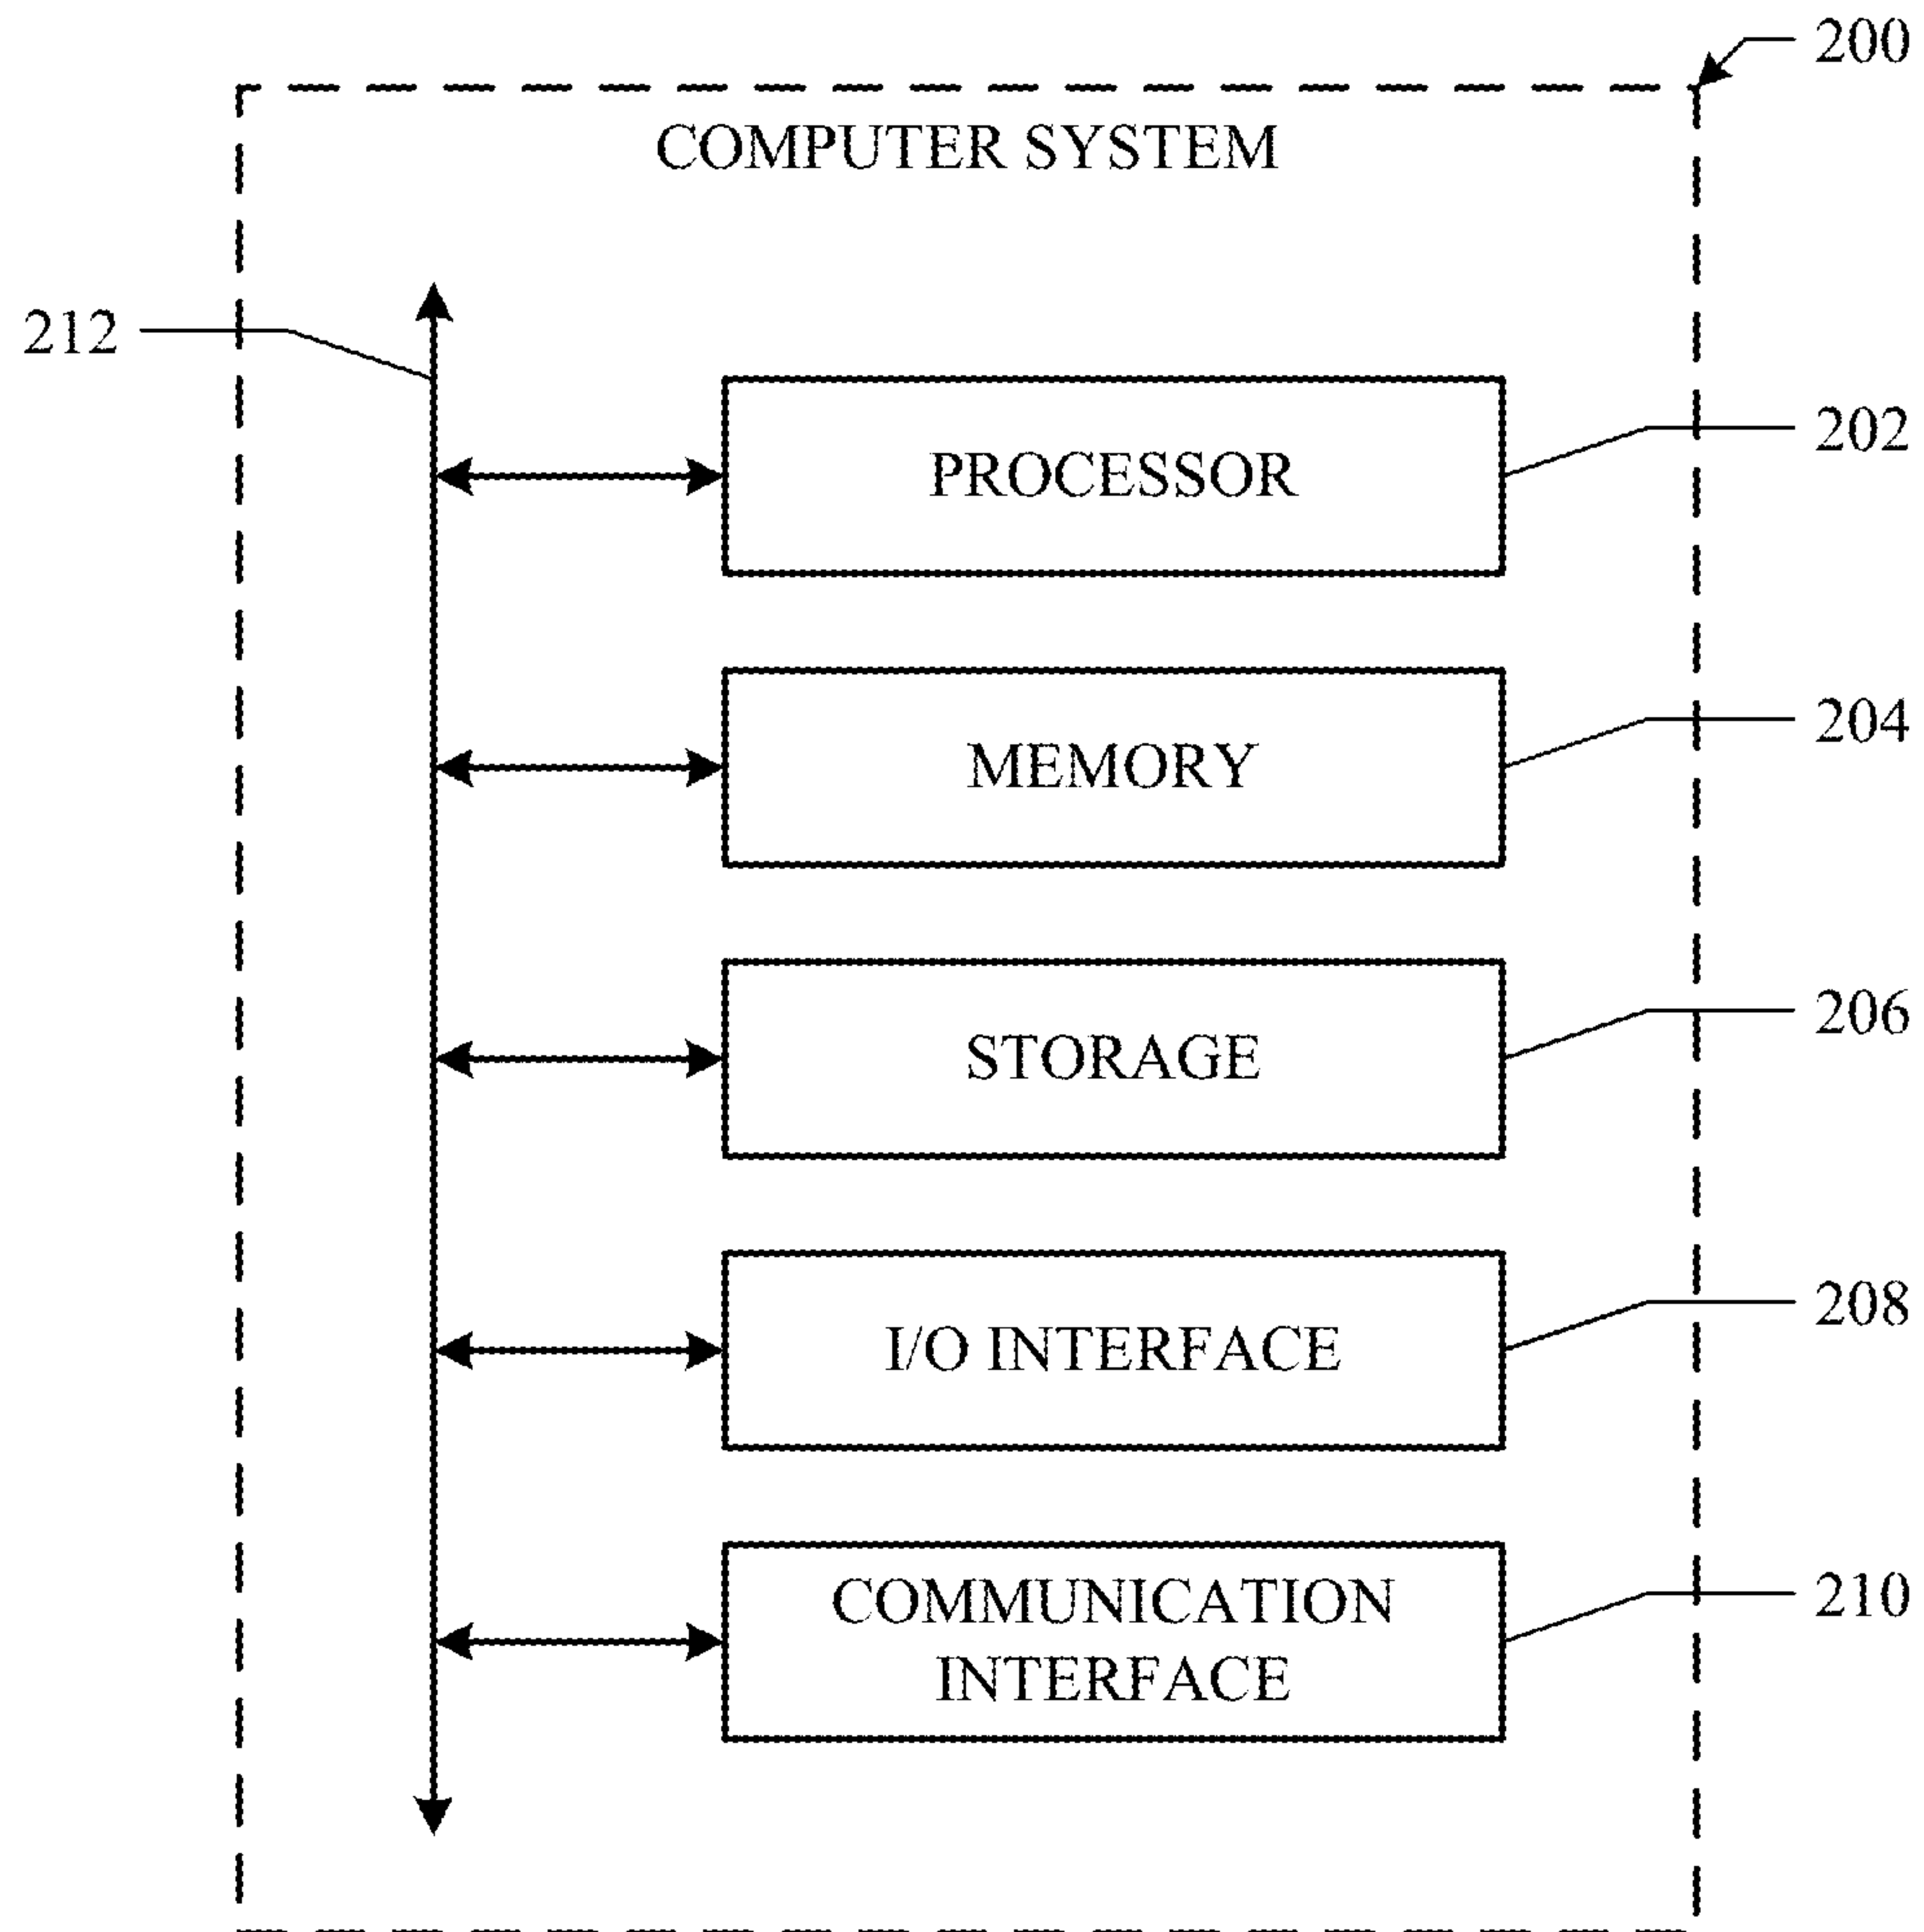 200
COMPUTER SYSTEM
212
202
PROCESSOR
204
MEMORY
206
STORAGE
208
I/O INTERFACE
210
COMMUNICATION
INTERFACE